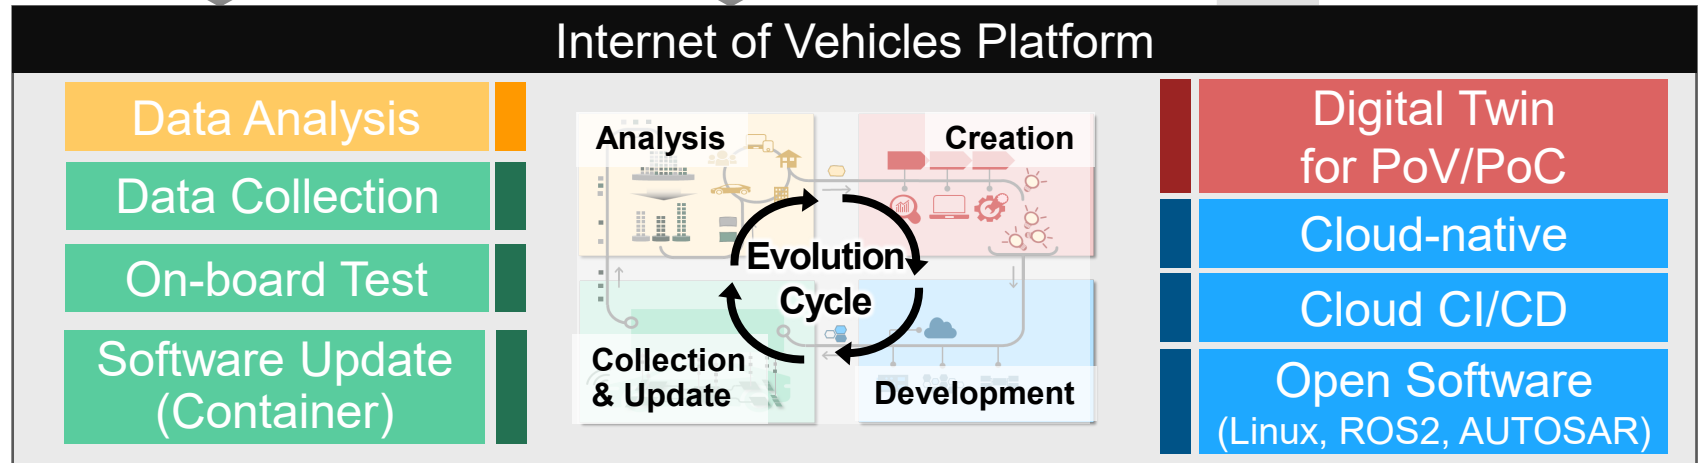 Internet of Vehicles Platform
Data Analysis
Data Collection
On-board Test
Software Update
(Container)
Analysis
Creation
Evolution
Cycle
Collection
& Update
Development
Digital Twin
for PoV/PoC
Cloud-native
Cloud CI/CD
Open Software
(Linux, ROS2, AUTOSAR)